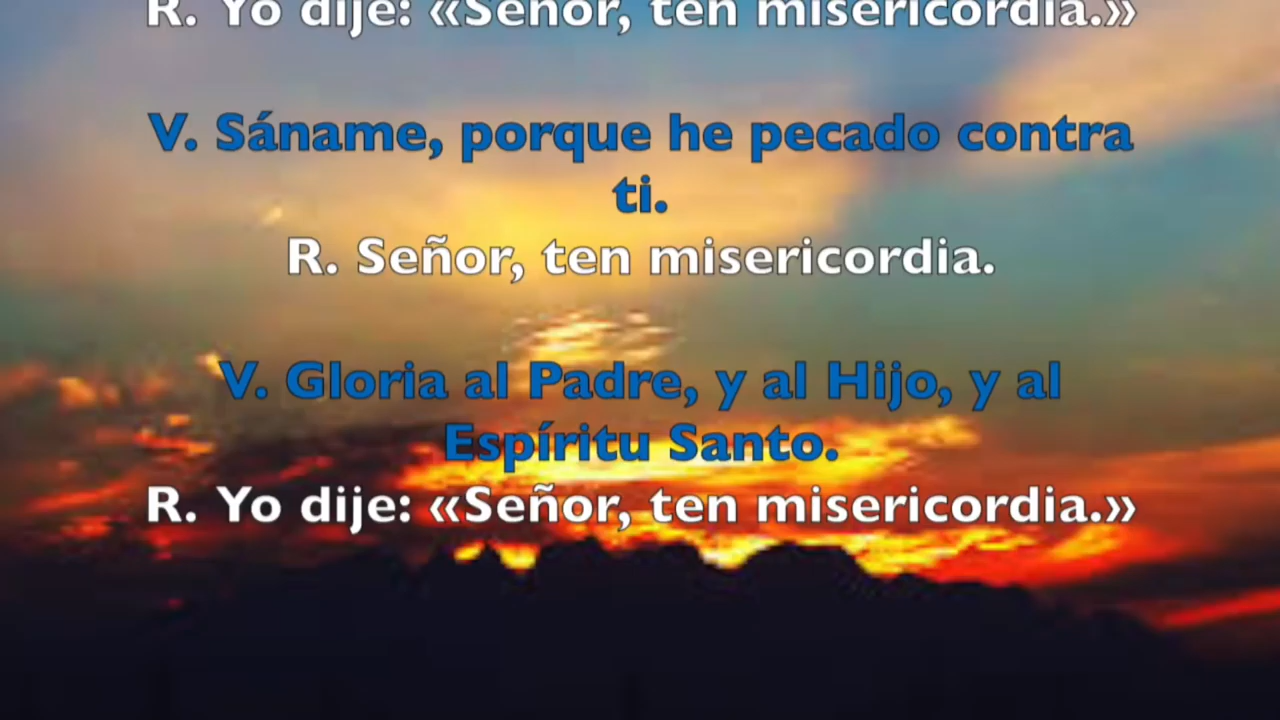 R. Yo dije: «Señor, ten misericordia.»
V. Sáname, porque he pecado contra
ti.
R. Señor, ten misericordia.
V. Gloria al Padre, y al Hijo, y al
Espíritu Santo.
R. Yo dije: «Señor, ten misericordia.»